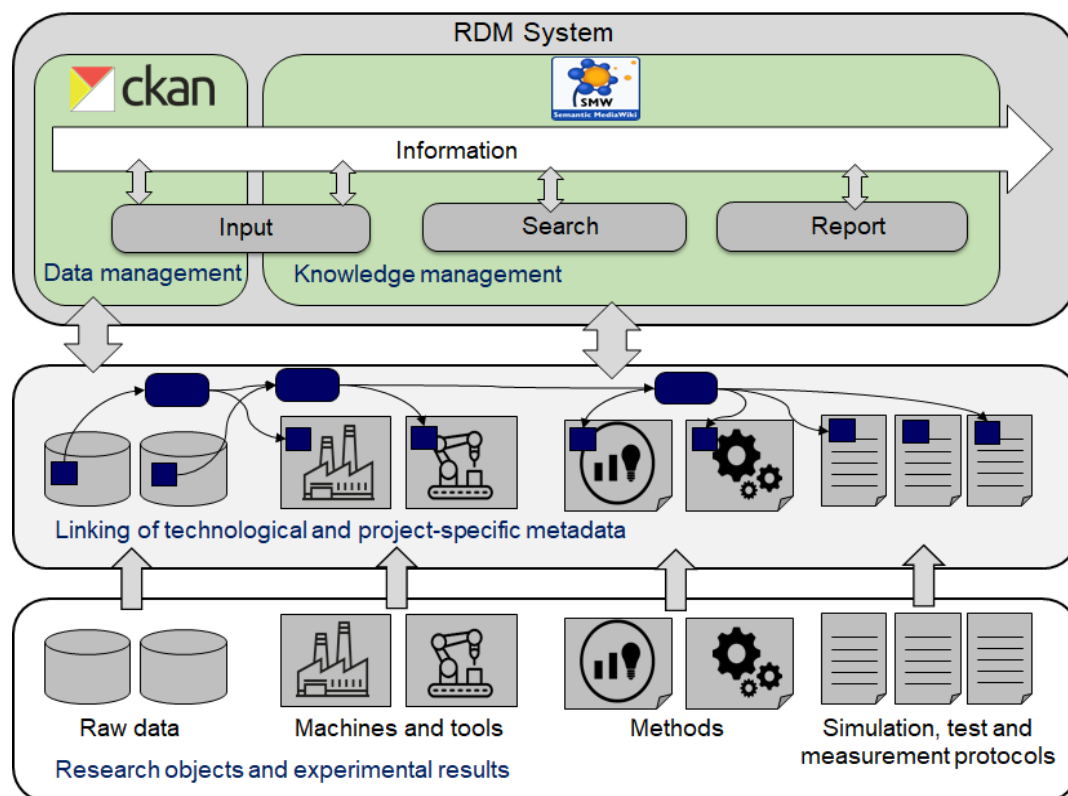 RDM System
ckan
SMW
Semantic MediaWiki
Information
Input
Search
Report
Data management
Knowledge management
Linking of technological and project-specific metadata
Raw data
Machines and tools
Methods
Simulation, test and
measurement protocols
Research objects and experimental results